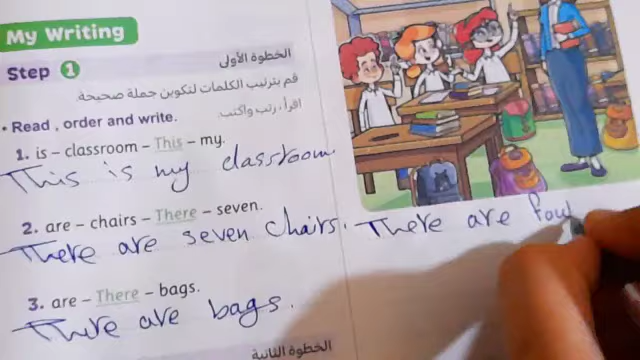 My Writing
Step 1
الخطوة الأولى
قم بترتيب الكلمات لتكوين جملة صحيحة
• Read , order and write.
اقرأ، رتب واكتب.
1. is – classroom – This – my.
This is my classroom.
2. are – chairs – There – seven.
There are seven chairs.
There are fou
3. are – There – bags.
There are bags.
الخطوة الثانية